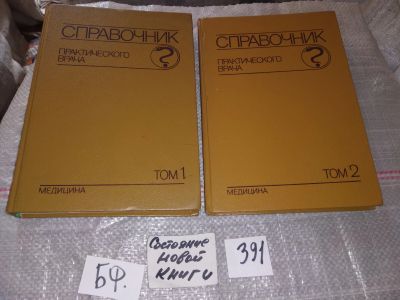 СПРАВОЧНИК
ПРАКТИЧЕСКОГО
ВРАЧА
?
ТОМ 1
МЕДИЦИНА
СПРАВОЧНИК
ПРАКТИЧЕСКОГО
ВРАЧА
?
ТОМ 2
МЕДИЦИНА
БФ.
Состояние
новой
книги
391